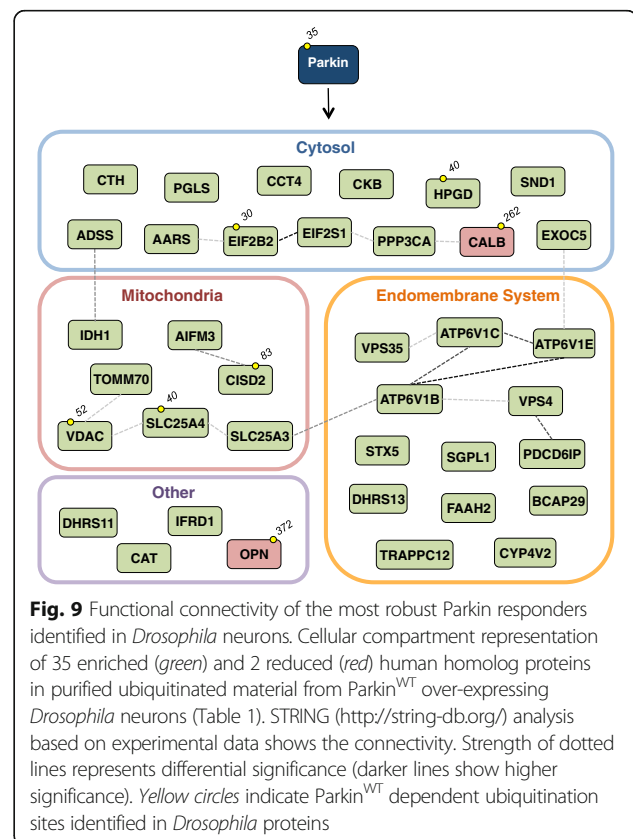 35
Parkin
Cytosol
CTH
PGLS
CCT4
CKB
40
HPGD
SND1
ADSS
AARS
30
EIF2B2
EIF2S1
PPP3CA
262
CALB
EXOC5
Mitochondria
IDH1
AIFM3
TOMM70
83
CISD2
52
VDAC
40
SLC25A4
SLC25A3
Endomembrane System
VPS35
ATP6V1C
ATP6V1E
ATP6V1B
VPS4
STX5
SGPL1
PDCD6IP
DHRS13
FAAH2
BCAP29
TRAPPC12
CYP4V2
Other
DHRS11
IFRD1
CAT
372
OPN
Fig. 9 Functional connectivity of the most robust Parkin responders
identified in Drosophila neurons. Cellular compartment representation
of 35 enriched (green) and 2 reduced (red) human homolog proteins
in purified ubiquitinated material from Parkin^WT over-expressing
Drosophila neurons (Table 1). STRING (http://string-db.org/) analysis
based on experimental data shows the connectivity. Strength of dotted
lines represents differential significance (darker lines show higher
significance). Yellow circles indicate Parkin^WT dependent ubiquitination
sites identified in Drosophila proteins